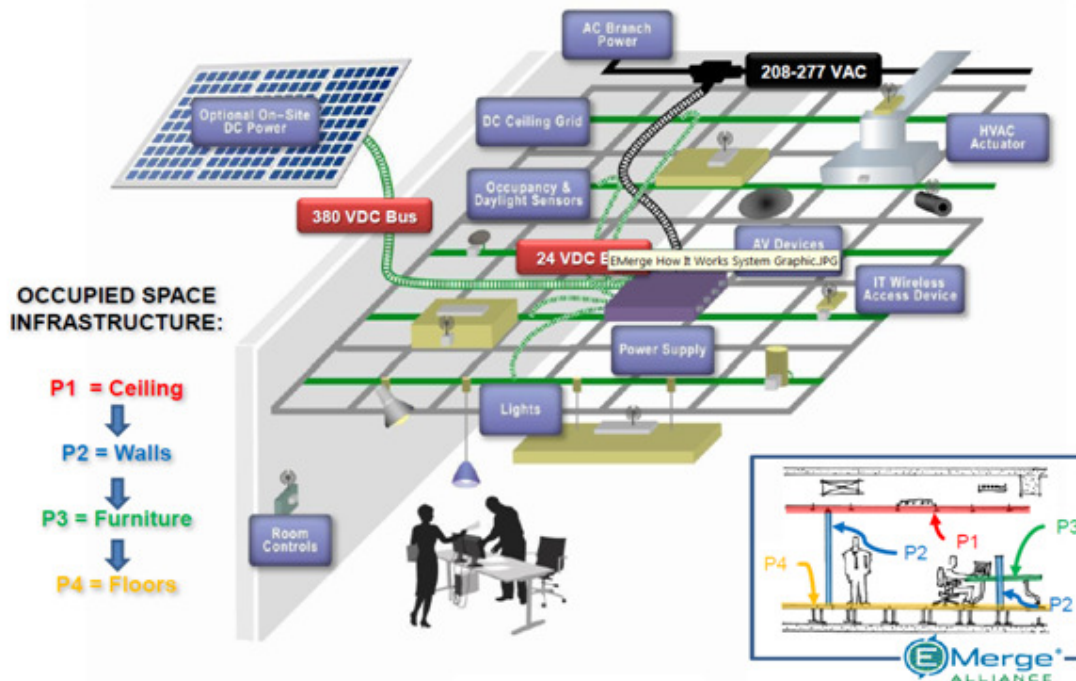 AC Branch
Power
208-277 VAC
Optional On-Site
DC Power
DC Ceiling Grid
HVAC
Actuator
Occupancy &
Daylight Sensors
380 VDC Bus
24 VDC
AV Devices
EMerge How It Works System Graphic.JPG
IT Wireless
Access Device
OCCUPIED SPACE
INFRASTRUCTURE:
Power Supply
P1 = Ceiling
Lights
P2 = Walls
P3 = Furniture
Room
Controls
P4 = Floors
P3
P2
P1
P4
P2
EMerge®
ALLIANCE